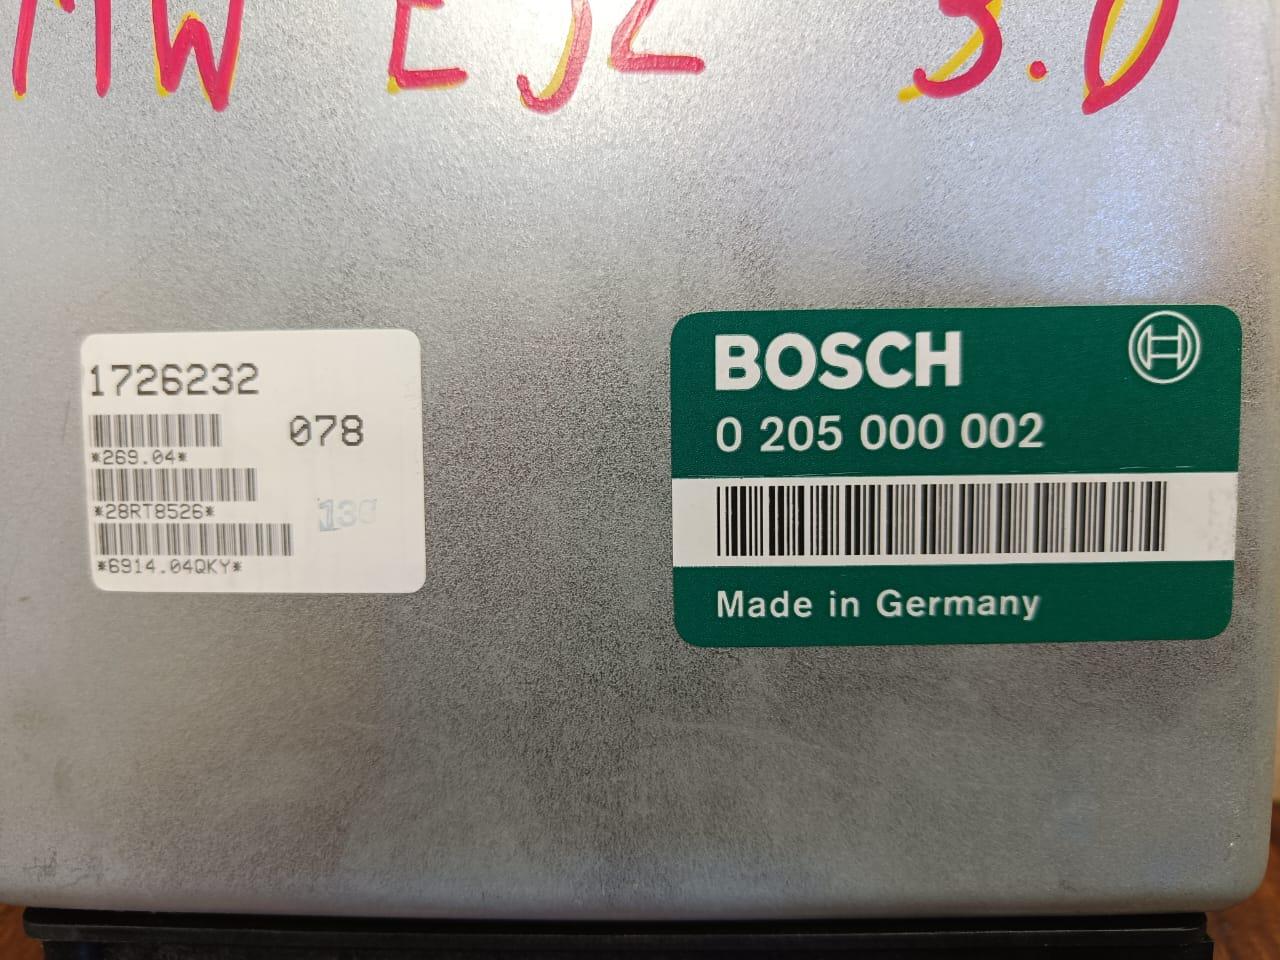 MW E32 3.0
1726232
078
*269.04*
*28RT8526*
*6914.04QKY*
BOSCH
0 205 000 002
Made in Germany